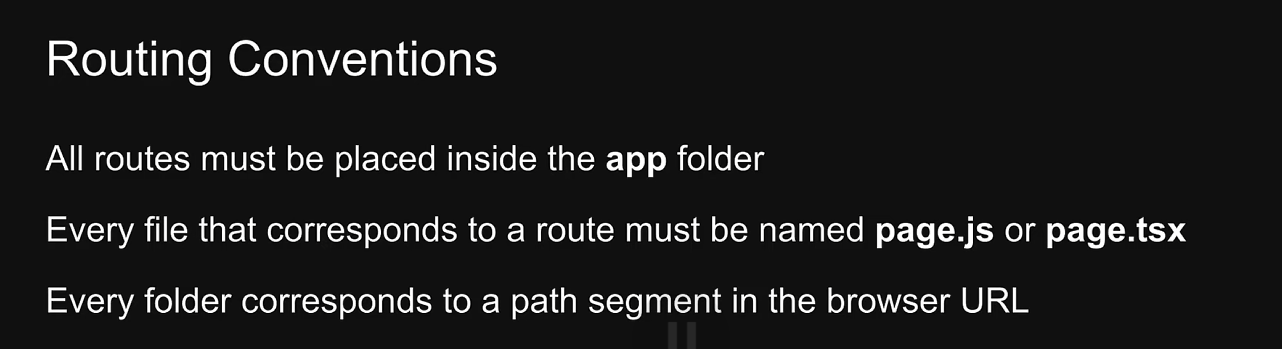 Routing Conventions
All routes must be placed inside the app folder
Every file that corresponds to a route must be named page.js or page.tsx
Every folder corresponds to a path segment in the browser URL